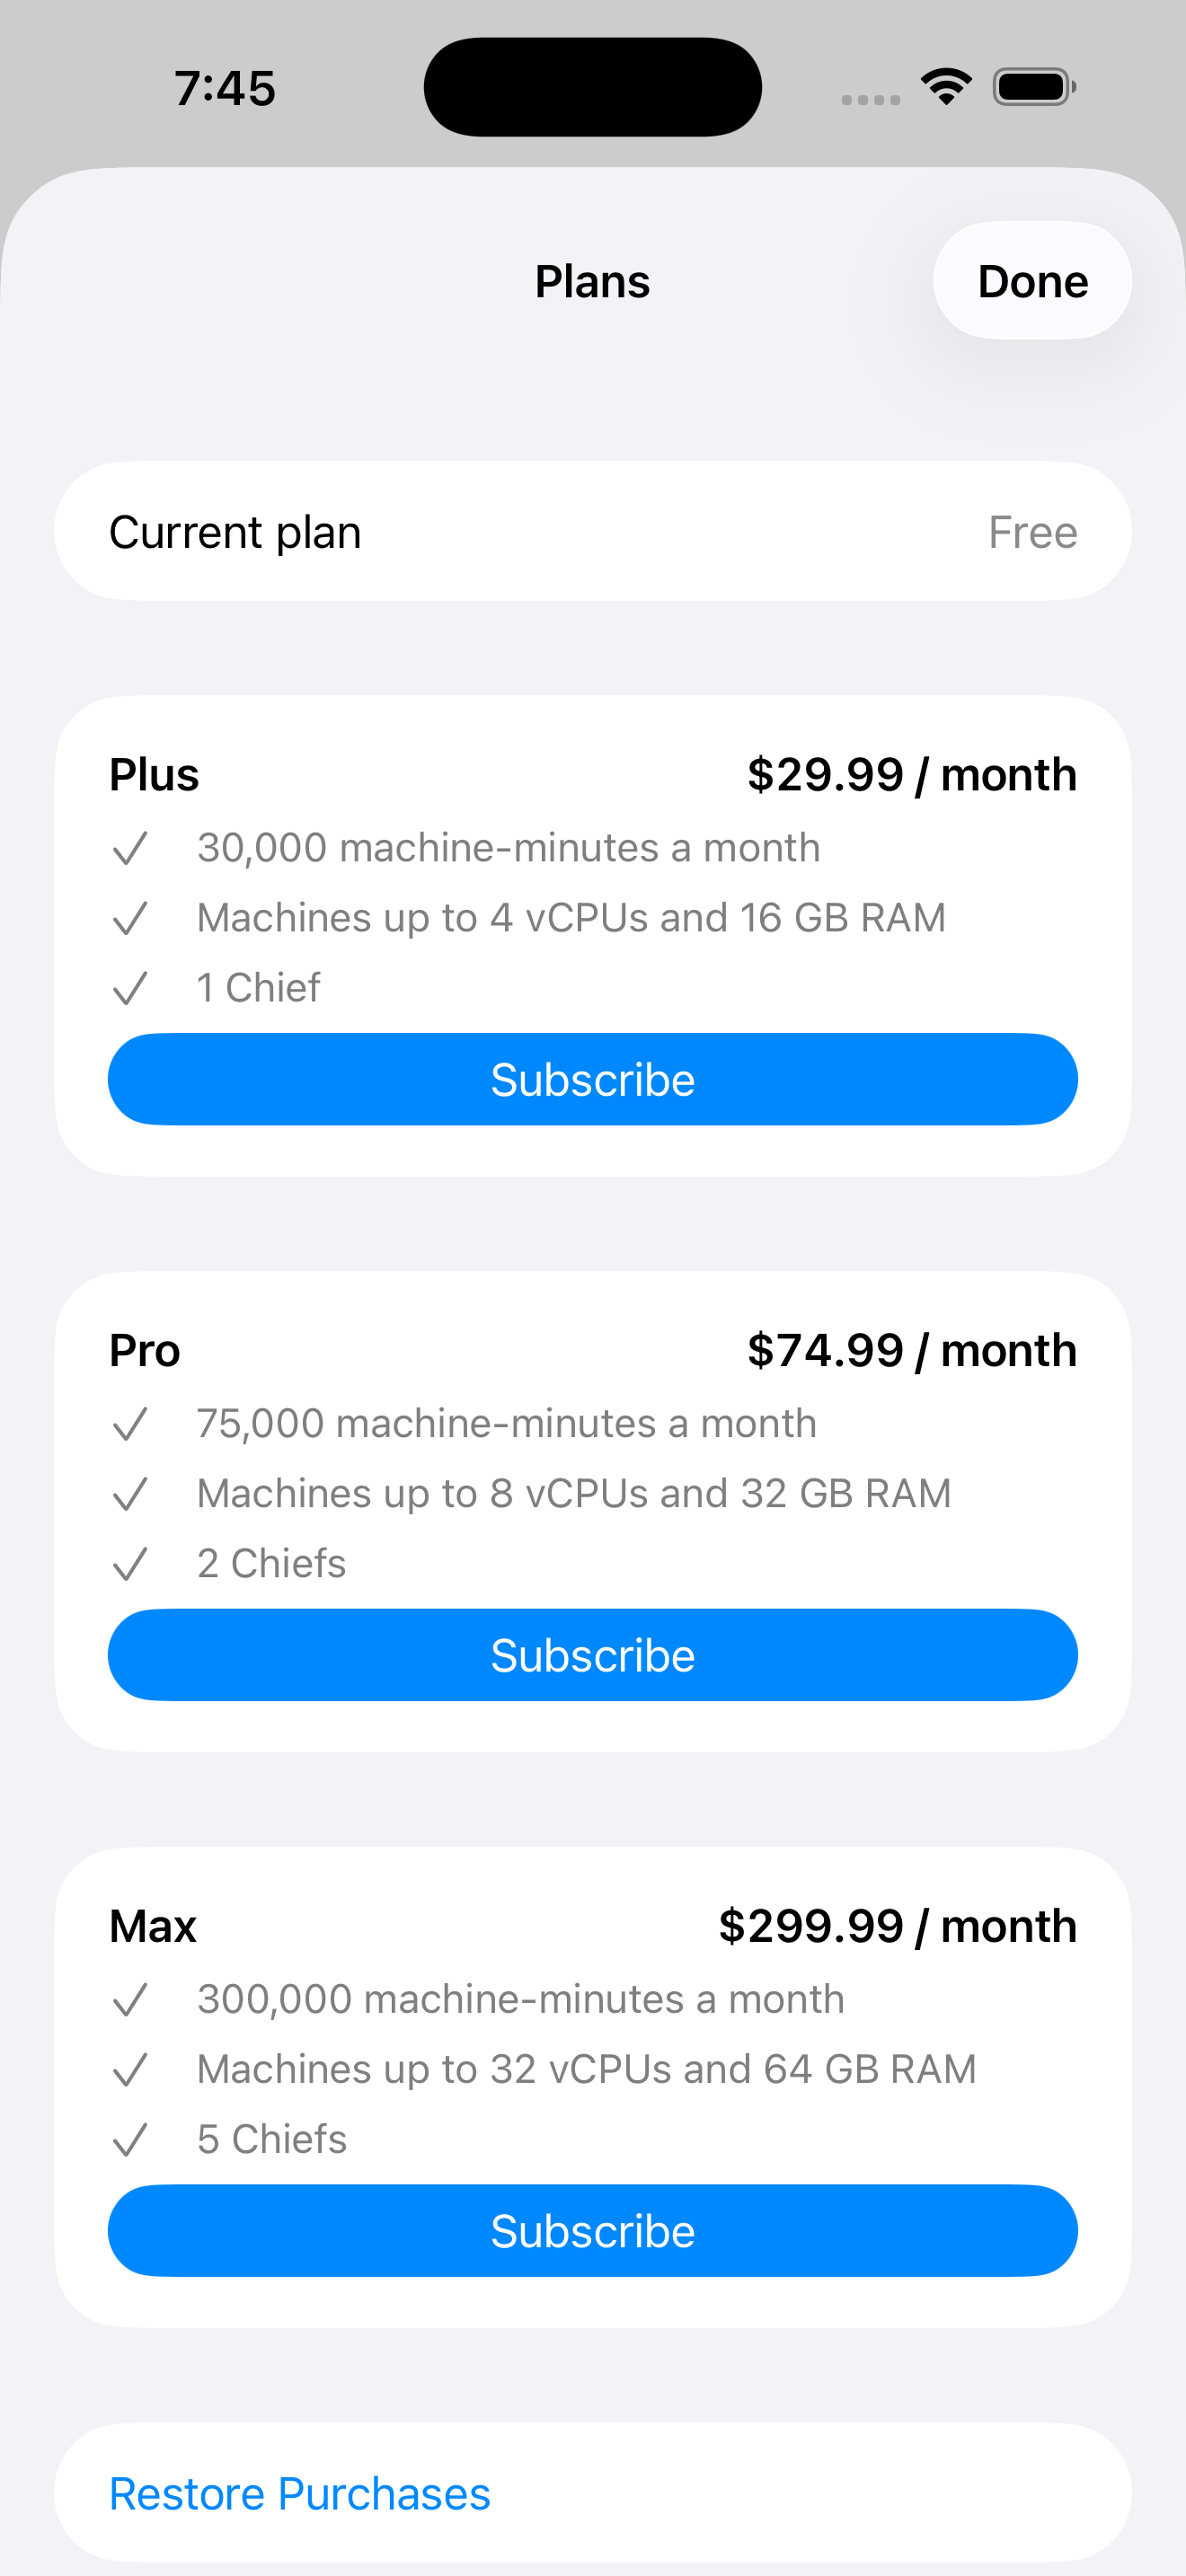 7:45
Plans
Done
Current plan
Free
Plus
$29.99 / month
30,000 machine-minutes a month
Machines up to 4 vCPUs and 16 GB RAM
1 Chief
Subscribe
Pro
$74.99 / month
75,000 machine-minutes a month
Machines up to 8 vCPUs and 32 GB RAM
2 Chiefs
Subscribe
Max
$299.99 / month
300,000 machine-minutes a month
Machines up to 32 vCPUs and 64 GB RAM
5 Chiefs
Subscribe
Restore Purchases